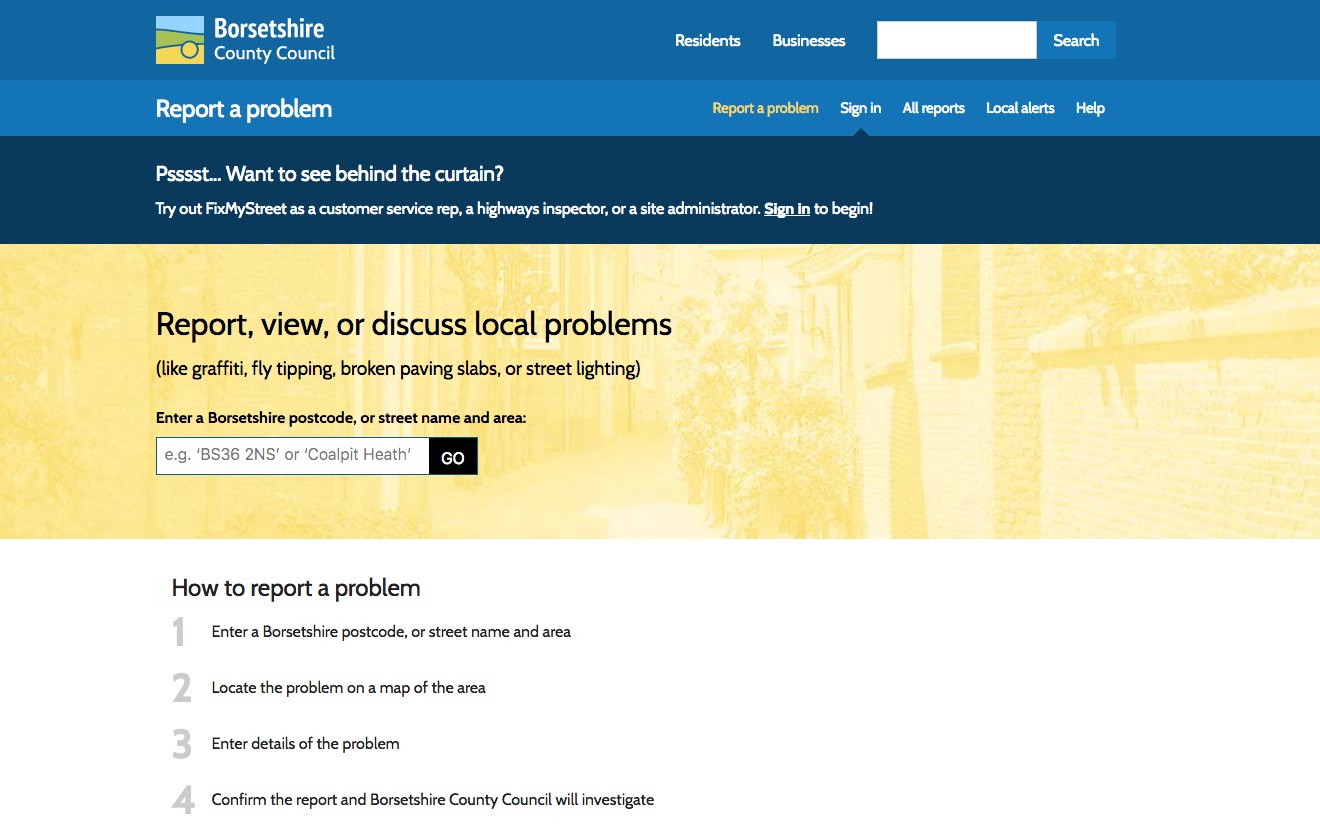 Borsetshire
County Council
Residents Businesses Search
Report a problem
Report a problem Sign in All reports Local alerts Help
Psssst... Want to see behind the curtain?
Try out FixMyStreet as a customer service rep, a highways inspector, or a site administrator. Sign in to begin!
Report, view, or discuss local problems
(like graffiti, fly tipping, broken paving slabs, or street lighting)
Enter a Borsetshire postcode, or street name and area:
e.g. ‘BS36 2NS’ or ‘Coalpit Heath’ GO
How to report a problem
1 Enter a Borsetshire postcode, or street name and area
2 Locate the problem on a map of the area
3 Enter details of the problem
4 Confirm the report and Borsetshire County Council will investigate